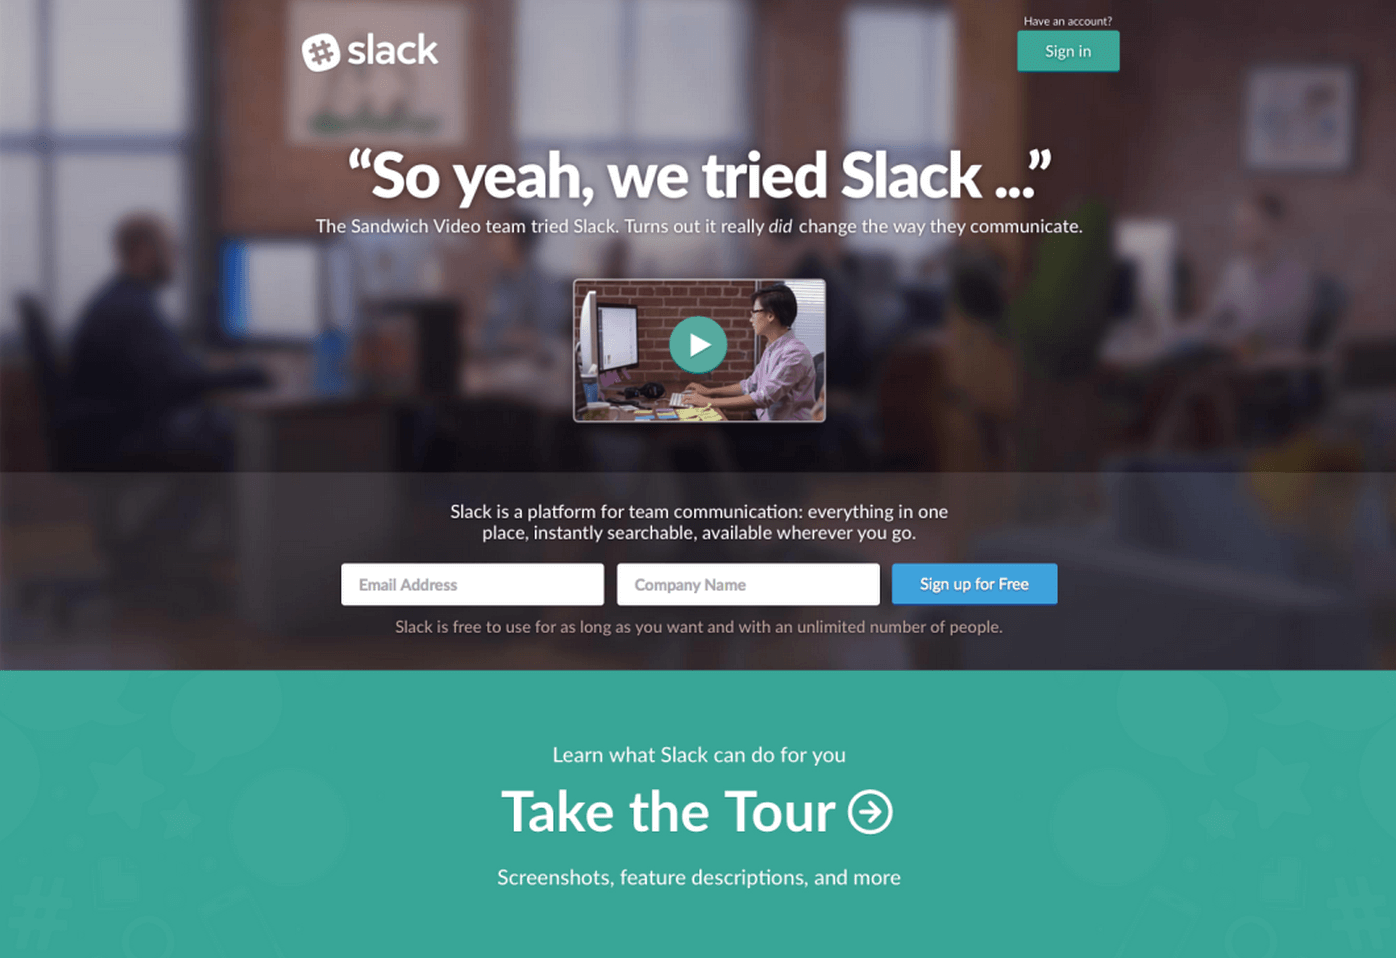 slack
Have an account?
Sign in
“So yeah, we tried Slack ...”
The Sandwich Video team tried Slack. Turns out it really did change the way they communicate.
Slack is a platform for team communication: everything in one
place, instantly searchable, available wherever you go.
Email Address
Company Name
Sign up for Free
Slack is free to use for as long as you want and with an unlimited number of people.
Learn what Slack can do for you
Take the Tour
Screenshots, feature descriptions, and more